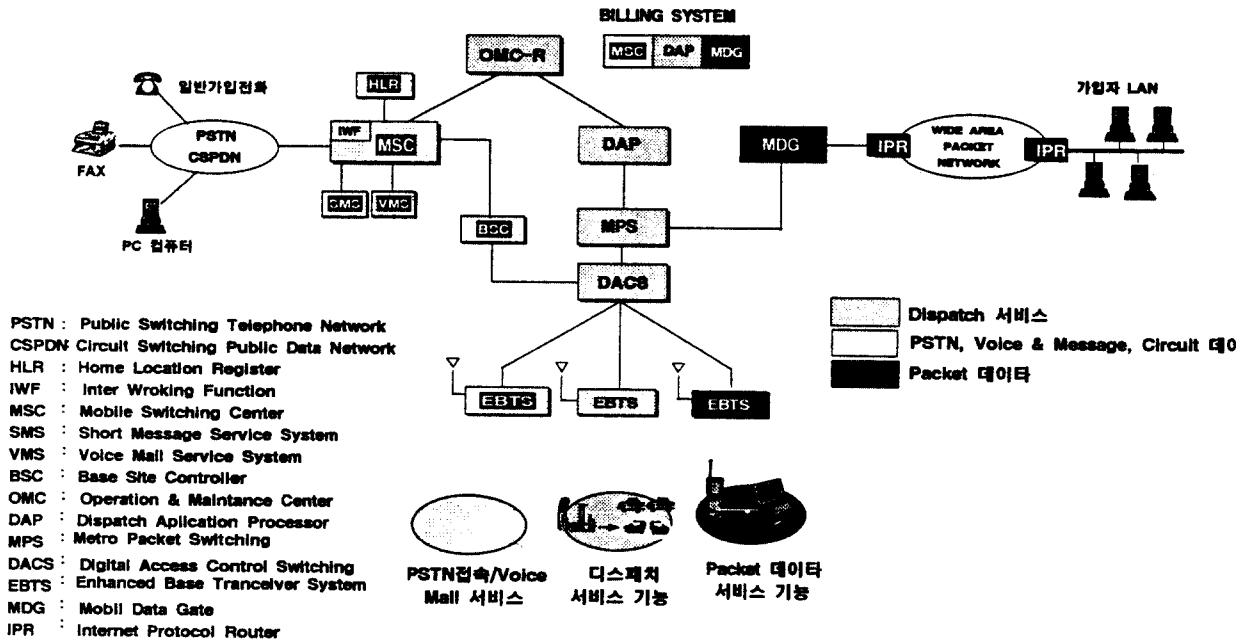 BILLING SYSTEM
MSC DAP MDG
OMC-R
HLR
일반가입전화
가입자 LAN
PSTN
CSPDN
IWF
MSC
DAP
MDG
IPR
WIDE AREA
PACKET
NETWORK
IPR
FAX
SMS VMS
PC 컴퓨터
BSC
MPS
DACS
EBTS
EBTS
EBTS
Dispatch 서비스
PSTN, Voice & Message, Circuit 데이
Packet 데이타
PSTN : Public Switching Telephone Network
CSPDN: Circuit Switching Public Data Network
HLR : Home Location Register
IWF : Inter Wroking Function
MSC : Mobile Switching Center
SMS : Short Message Service System
VMS : Voice Mail Service System
BSC : Base Site Controller
OMC : Operation & Maintance Center
DAP : Dispatch Aplication Processor
MPS : Metro Packet Switching
DACS : Digital Access Control Switching
EBTS : Enhanced Base Tranceiver System
MDG : Mobil Data Gate
IPR : Internet Protocol Router
PSTN접속/Voice
Mail 서비스
디스패치
서비스 기능
Packet 데이타
서비스 기능